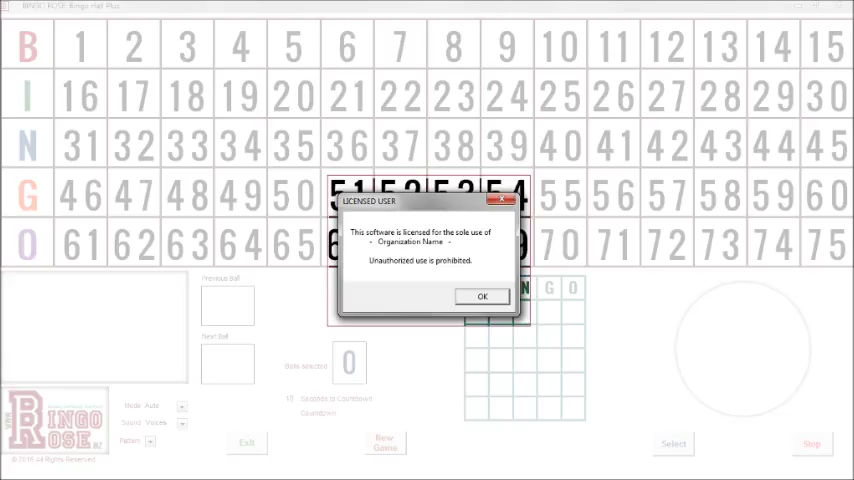 BINGO ROSE Bingo Hall Plus
B 1 2 3 4 5 6 7 8 9 10 11 12 13 14 15
I 16 17 18 19 20 21 22 23 24 25 26 27 28 29 30
N 31 32 33 34 35 36 37 38 39 40 41 42 43 44 45
G 46 47 48 49 50 51 52 53 54 55 56 57 58 59 60
LICENSED USER
This software is licensed for the sole use of
- Organization Name -
Unauthorized use is prohibited.
OK
O 61 62 63 64 65 70 71 72 73 74 75
Previous Ball
N G O
Next Ball
Balls selected 0
10 Seconds to Countdown
Countdown
Mode Auto
Sound Voices
Pattern
BINGO
ROSE
© 2016 All Rights Reserved
Exit
New
Game
Select
Stop